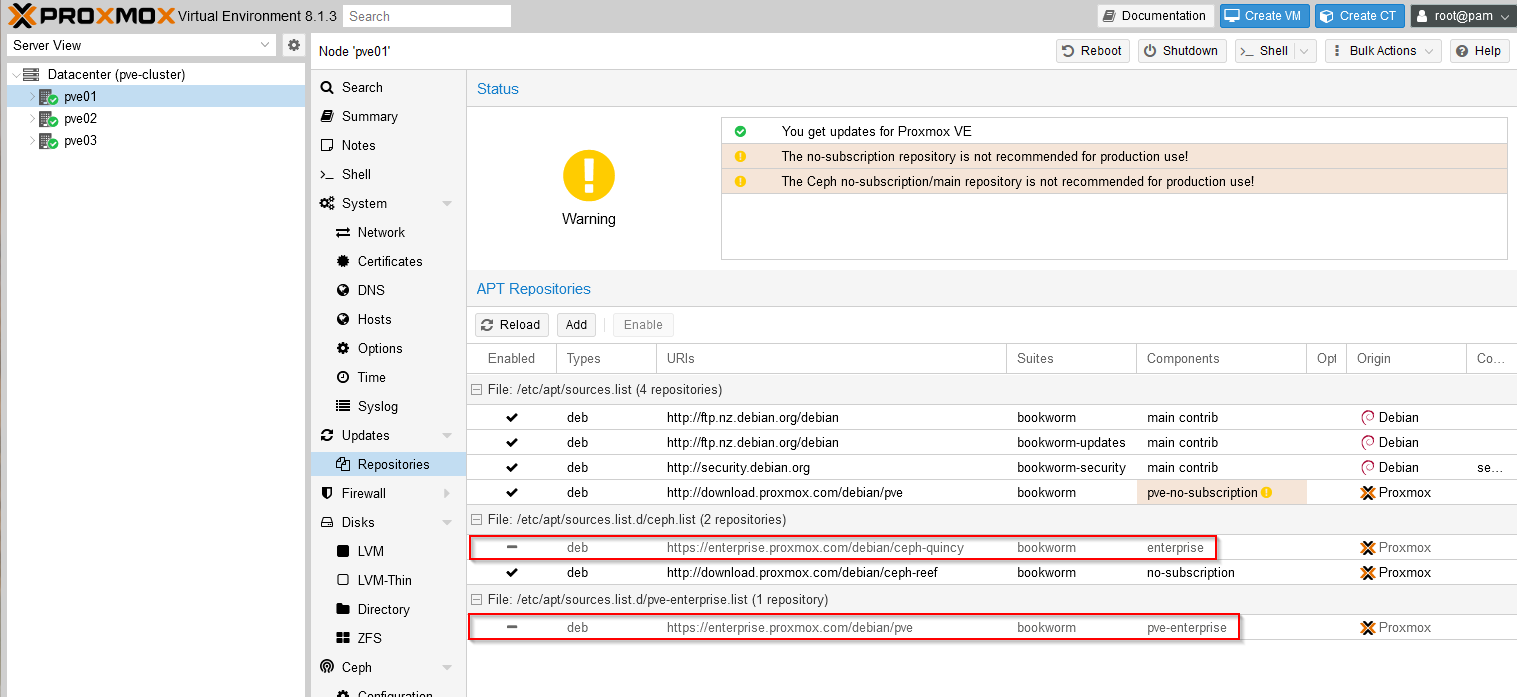 PROXMOX Virtual Environment 8.1.3 Search Documentation Create VM Create CT root@pam
Server View
Node 'pve01' Reboot Shutdown Shell Bulk Actions Help
Datacenter (pve-cluster)
pve01
pve02
pve03
Search
Summary
Notes
Shell
System
Network
Certificates
DNS
Hosts
Options
Time
Syslog
Updates
Repositories
Firewall
Disks
LVM
LVM-Thin
Directory
ZFS
Ceph
Configuration
Status
Warning
You get updates for Proxmox VE
The no-subscription repository is not recommended for production use!
The Ceph no-subscription/main repository is not recommended for production use!
APT Repositories
Reload Add Enable
Enabled Types URIs Suites Components Opt Origin Co...
File: /etc/apt/sources.list (4 repositories)
deb http://ftp.nz.debian.org/debian bookworm main contrib Debian
deb http://ftp.nz.debian.org/debian bookworm-updates main contrib Debian
deb http://security.debian.org bookworm-security main contrib Debian se...
deb http://download.proxmox.com/debian/pve bookworm pve-no-subscription Proxmox
File: /etc/apt/sources.list.d/ceph.list (2 repositories)
deb https://enterprise.proxmox.com/debian/ceph-quincy bookworm enterprise Proxmox
deb http://download.proxmox.com/debian/ceph-reef bookworm no-subscription Proxmox
File: /etc/apt/sources.list.d/pve-enterprise.list (1 repository)
deb https://enterprise.proxmox.com/debian/pve bookworm pve-enterprise Proxmox